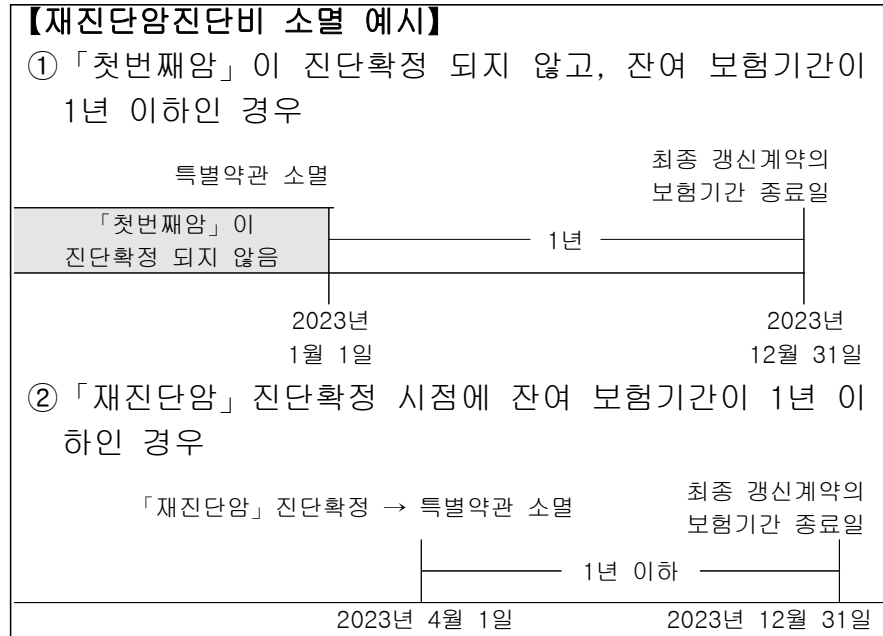 【재진단암진단비 소멸 예시】
①「첫번째암」이 진단확정 되지 않고, 잔여 보험기간이
1년 이하인 경우
특별약관 소멸
최종 갱신계약의
보험기간 종료일
「첫번째암」이
진단확정 되지 않음
1년
2023년
1월 1일
2023년
12월 31일
②「재진단암」진단확정 시점에 잔여 보험기간이 1년 이
하인 경우
「재진단암」진단확정 → 특별약관 소멸
최종 갱신계약의
보험기간 종료일
1년 이하
2023년 4월 1일
2023년 12월 31일